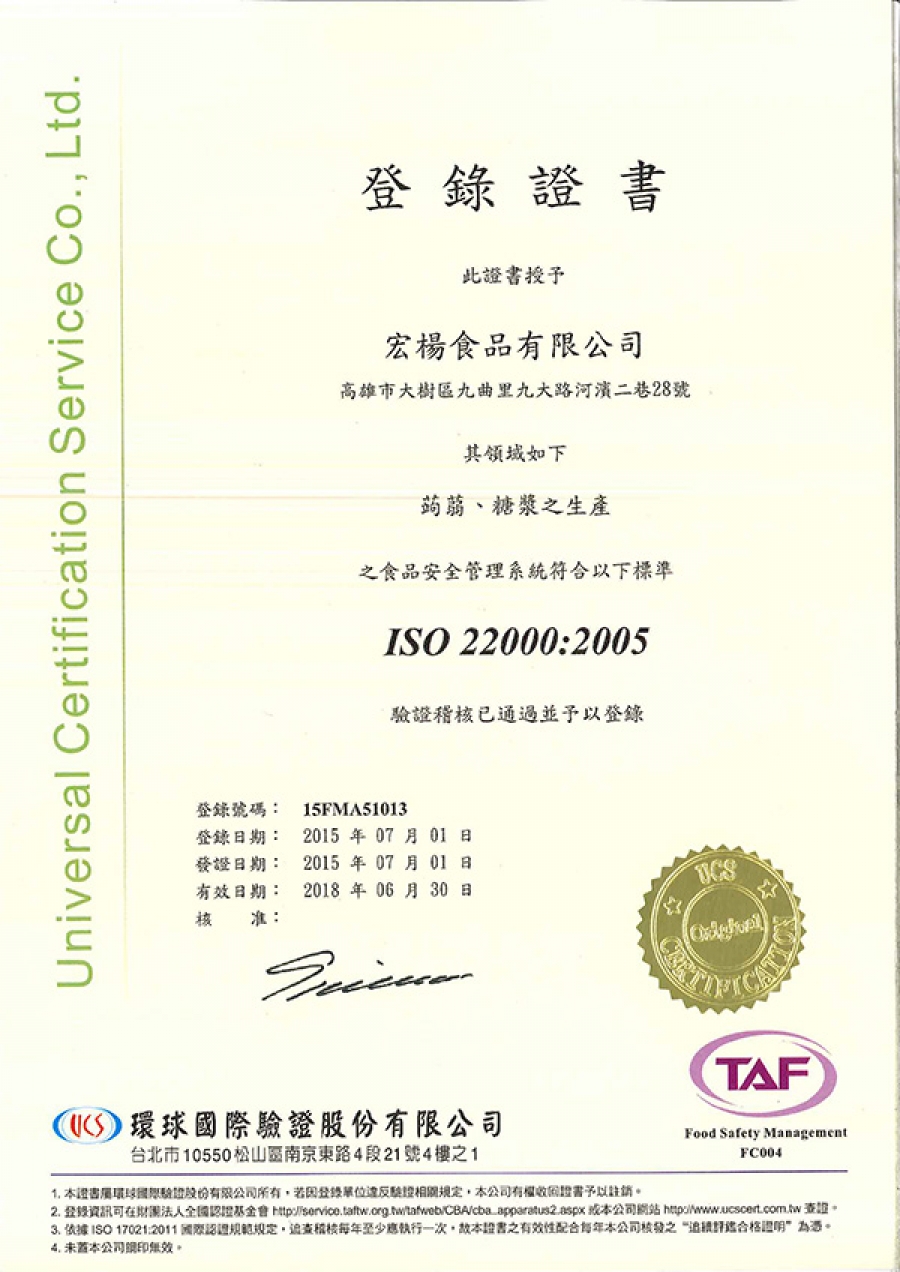 Universal Certification Service Co., Ltd.
登錄證書
此證書授予
宏楊食品有限公司
高雄市大樹區九曲里九大路河濱二巷28號
其領域如下
蒟蒻、糖漿之生產
之食品安全管理系統符合以下標準
ISO 22000:2005
驗證稽核已通過並予以登錄
登錄號碼： 15FMA51013
登錄日期： 2015 年 07 月 01 日
發證日期： 2015 年 07 月 01 日
有效日期： 2018 年 06 月 30 日
核 准：
UCS
Original
CERTIFICATION
TAF
Food Safety Management
FC004
UCS 環球國際驗證股份有限公司
台北市10550松山區南京東路4段21號4樓之1
1. 本證書屬環球國際驗證股份有限公司所有，若因登錄單位違反驗證相關規定，本公司有權收回證書予以註銷。
2. 登錄資訊可在財團法人全國認證基金會 http://service.taftw.org.tw/tafweb/CBA/cba_apparatus2.aspx 或本公司網站 http://www.ucscert.com.tw 查證。
3. 依據 ISO 17021:2011 國際認證規範規定，追查稽核每年至少應執行一次，故本證書之有效性配合每年本公司核發之 “追續評鑑合格證明” 為憑。
4. 未蓋本公司鋼印無效。